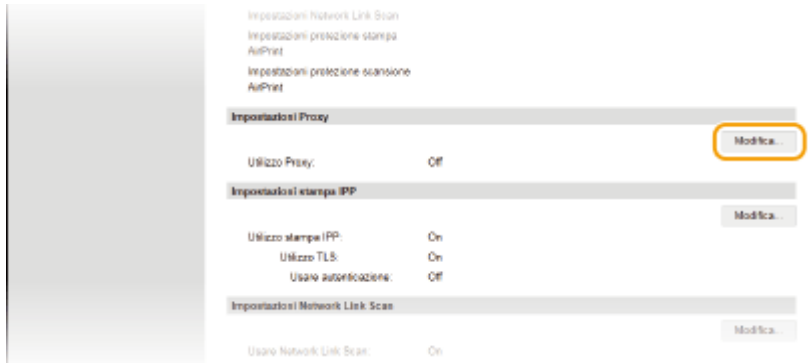 Impostazioni Network Link Scan
Impostazioni protezione stampa
AirPrint
Impostazioni protezione scansione
AirPrint
Impostazioni Proxy
Modifica...
Utilizzo Proxy: Off
Impostazioni stampa IPP
Modifica...
Utilizzo stampa IPP: On
Utilizzo TLS: On
Usare autenticazione: Off
Impostazioni Network Link Scan
Modifica...
Usare Network Link Scan: On